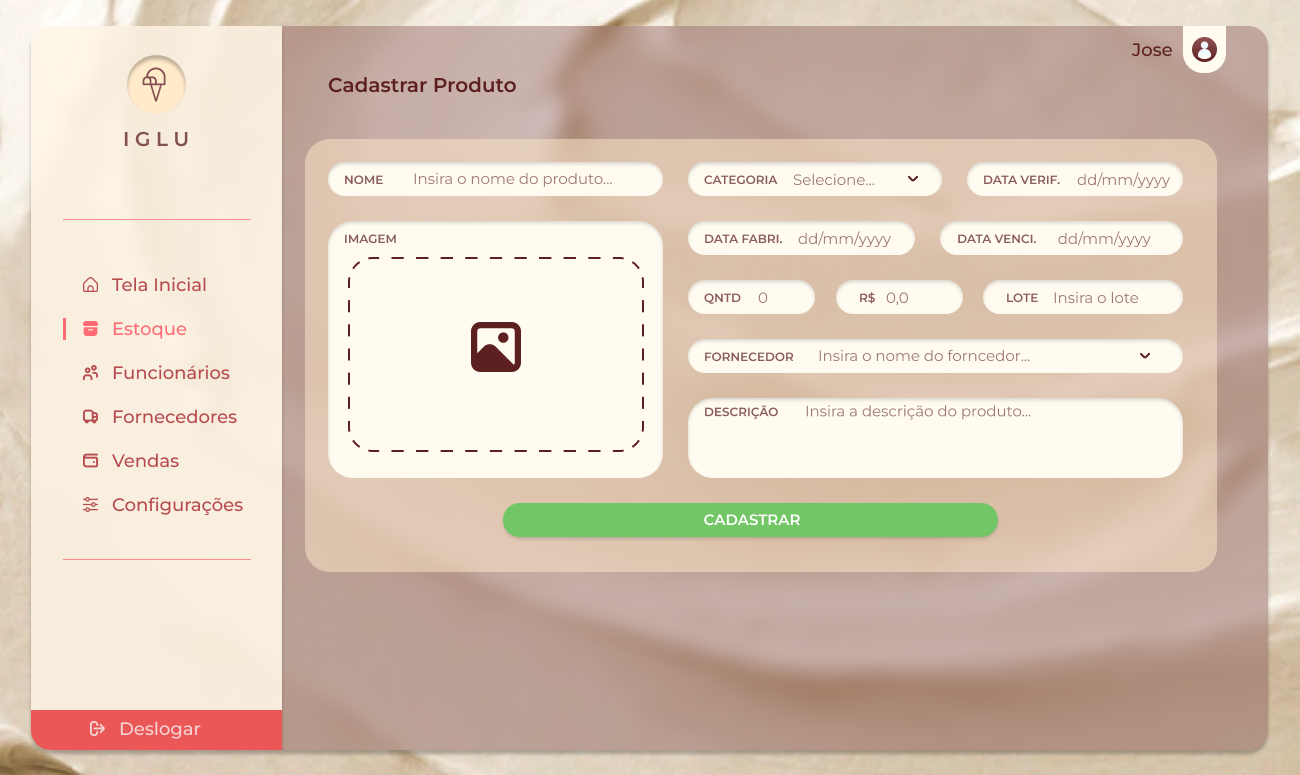 IGLU
Tela Inicial
Estoque
Funcionários
Fornecedores
Vendas
Configurações
Deslogar
Jose
Cadastrar Produto
NOME Insira o nome do produto...
CATEGORIA Selecione...
DATA VERIF. dd/mm/yyyy
IMAGEM
DATA FABRI. dd/mm/yyyy
DATA VENCI. dd/mm/yyyy
QNTD 0
R$ 0,0
LOTE Insira o lote
FORNECEDOR Insira o nome do forncedor...
DESCRIÇÃO Insira a descrição do produto...
CADASTRAR